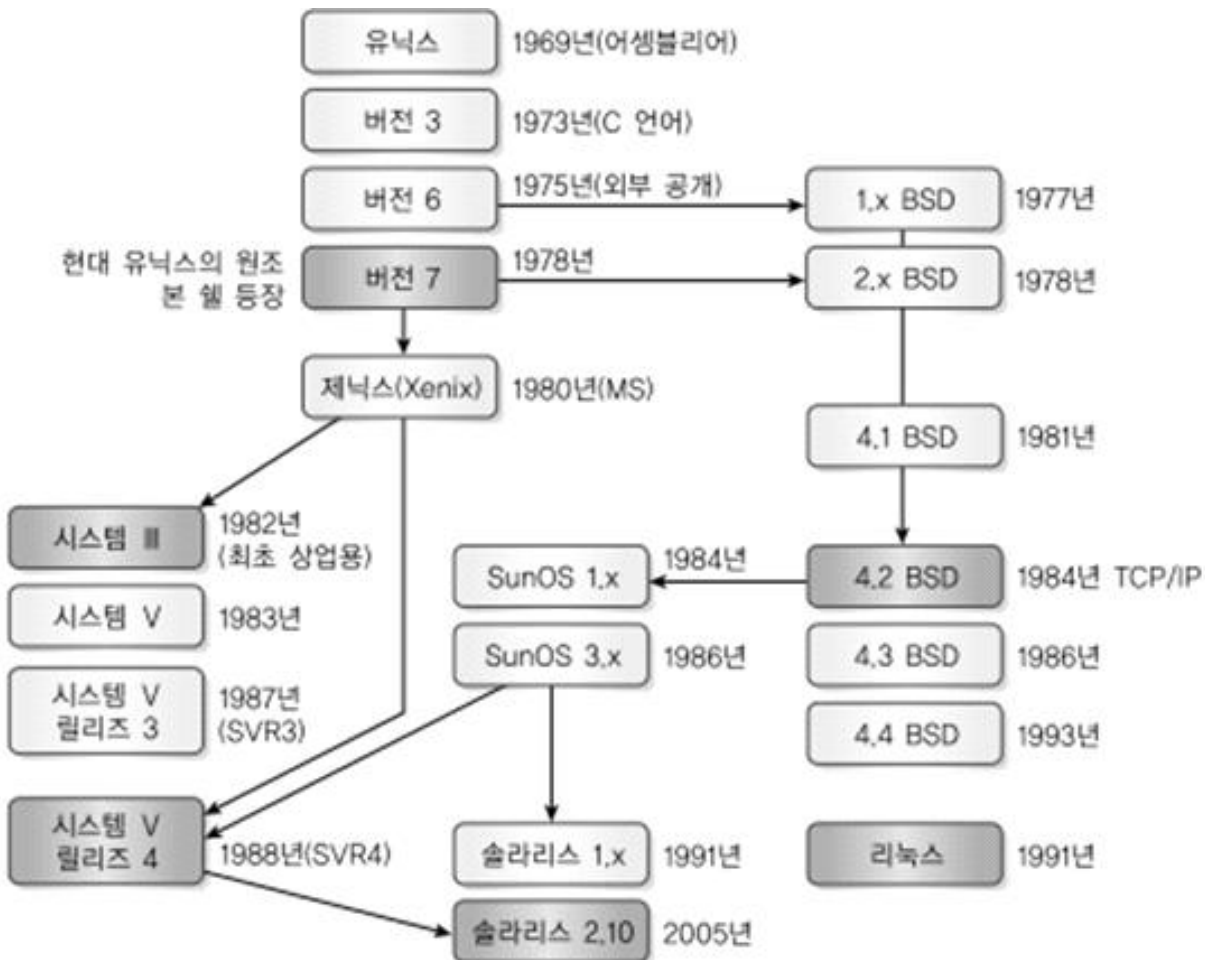 유닉스 1969년(어셈블리어)
버전 3 1973년(C 언어)
버전 6 1975년(외부 공개) 1.x BSD 1977년
현대 유닉스의 원조
본 쉘 등장
버전 7 1978년 2.x BSD 1978년
제닉스(Xenix) 1980년(MS)
4.1 BSD 1981년
시스템 Ⅲ 1982년
(최초 상업용)
SunOS 1.x 1984년 4.2 BSD 1984년 TCP/IP
시스템 V 1983년
SunOS 3.x 1986년 4.3 BSD 1986년
시스템 V
릴리즈 3
1987년
(SVR3)
4.4 BSD 1993년
시스템 V
릴리즈 4
1988년(SVR4)
솔라리스 1.x 1991년 리눅스 1991년
솔라리스 2.10 2005년